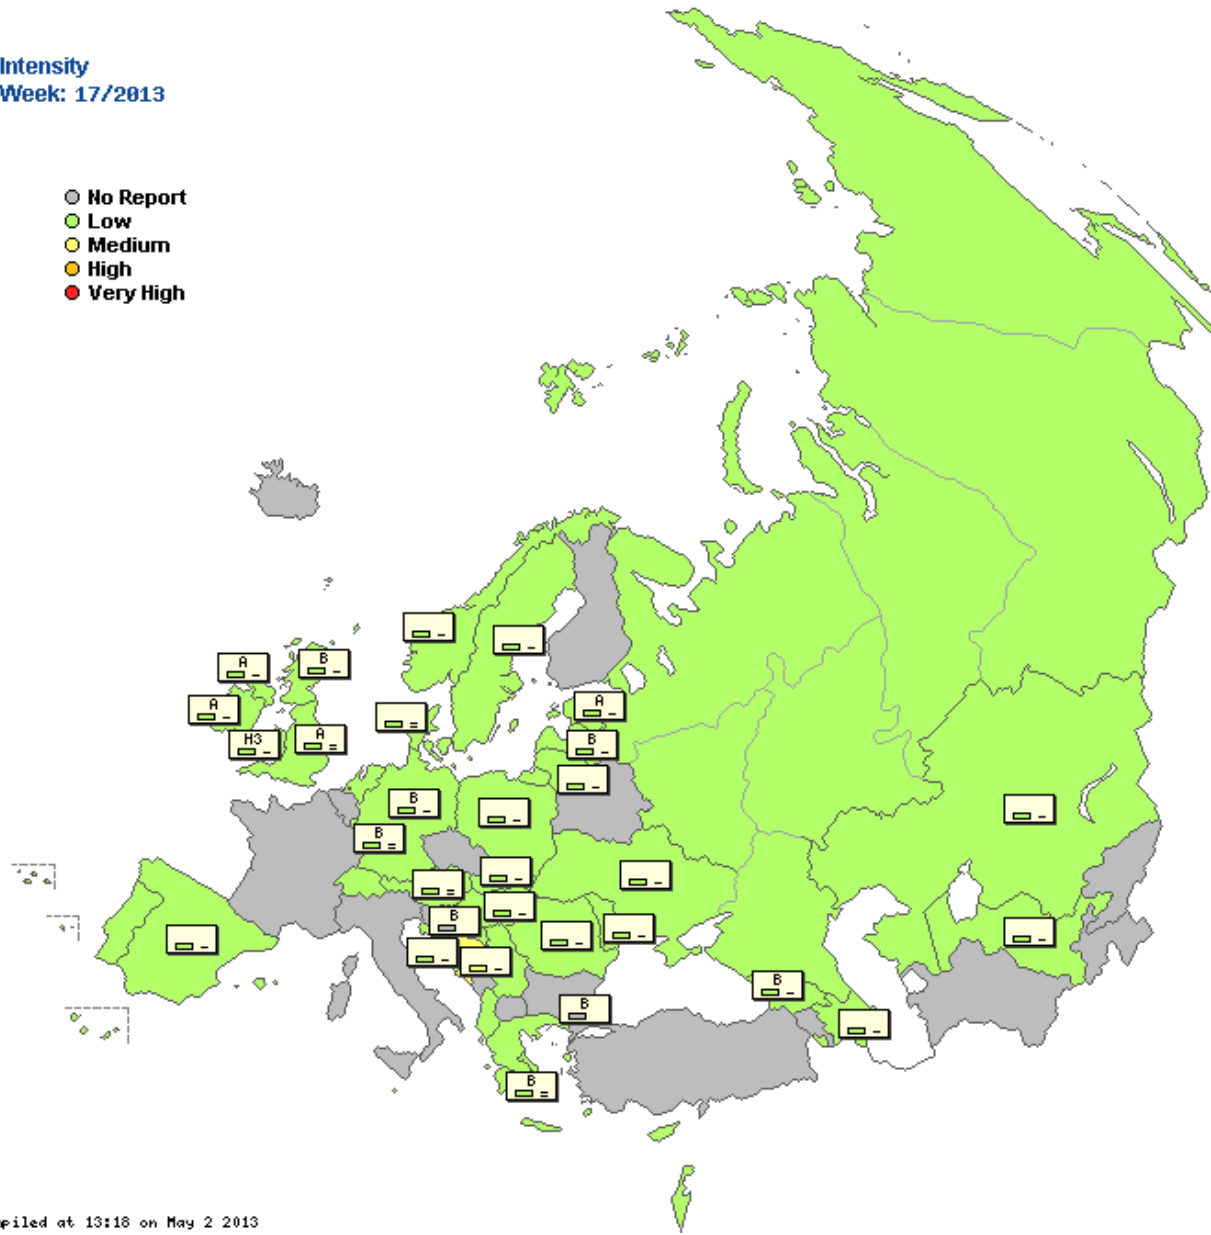 Intensity
Week: 17/2013
No Report
Low
Medium
High
Very High
–
–
A
–
B
–
A
–
A
–
=
H3
–
A
=
B
–
–
B
–
–
–
B
=
–
–
=
–
B
–
–
–
–
–
–
B
–
B
–
B
=
piled at 13:18 on May 2 2013